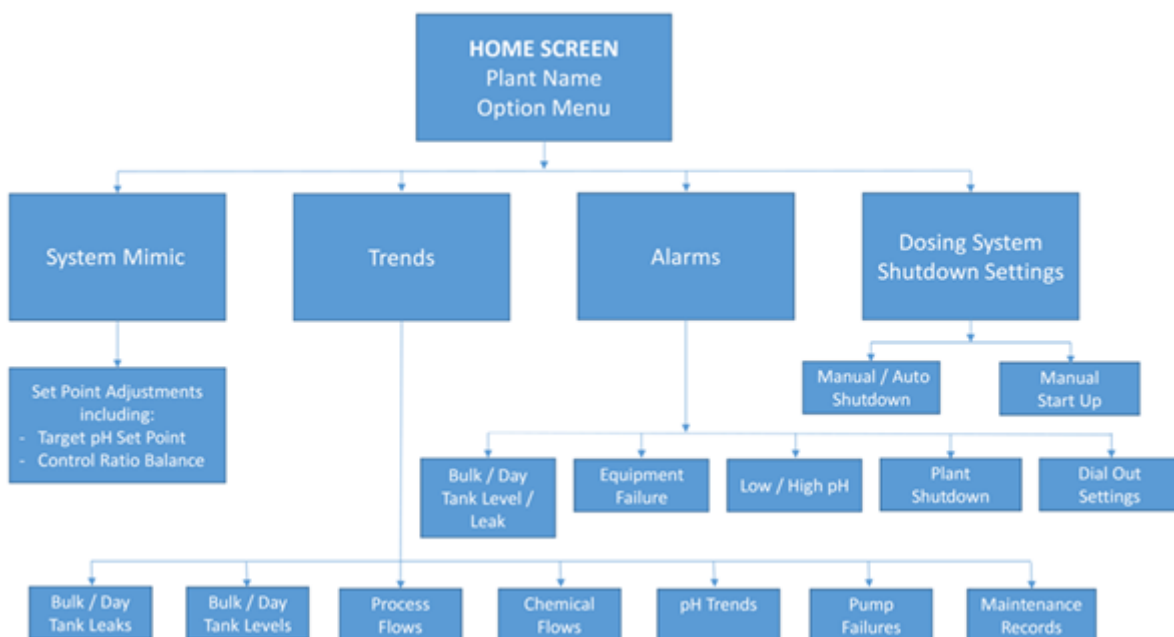 HOME SCREEN
Plant Name
Option Menu
System Mimic
Trends
Alarms
Dosing System
Shutdown Settings
Set Point Adjustments
including:
- Target pH Set Point
- Control Ratio Balance
Manual / Auto
Shutdown
Manual
Start Up
Bulk / Day
Tank Level /
Leak
Equipment
Failure
Low / High pH
Plant
Shutdown
Dial Out
Settings
Bulk / Day
Tank Leaks
Bulk / Day
Tank Levels
Process
Flows
Chemical
Flows
pH Trends
Pump
Failures
Maintenance
Records